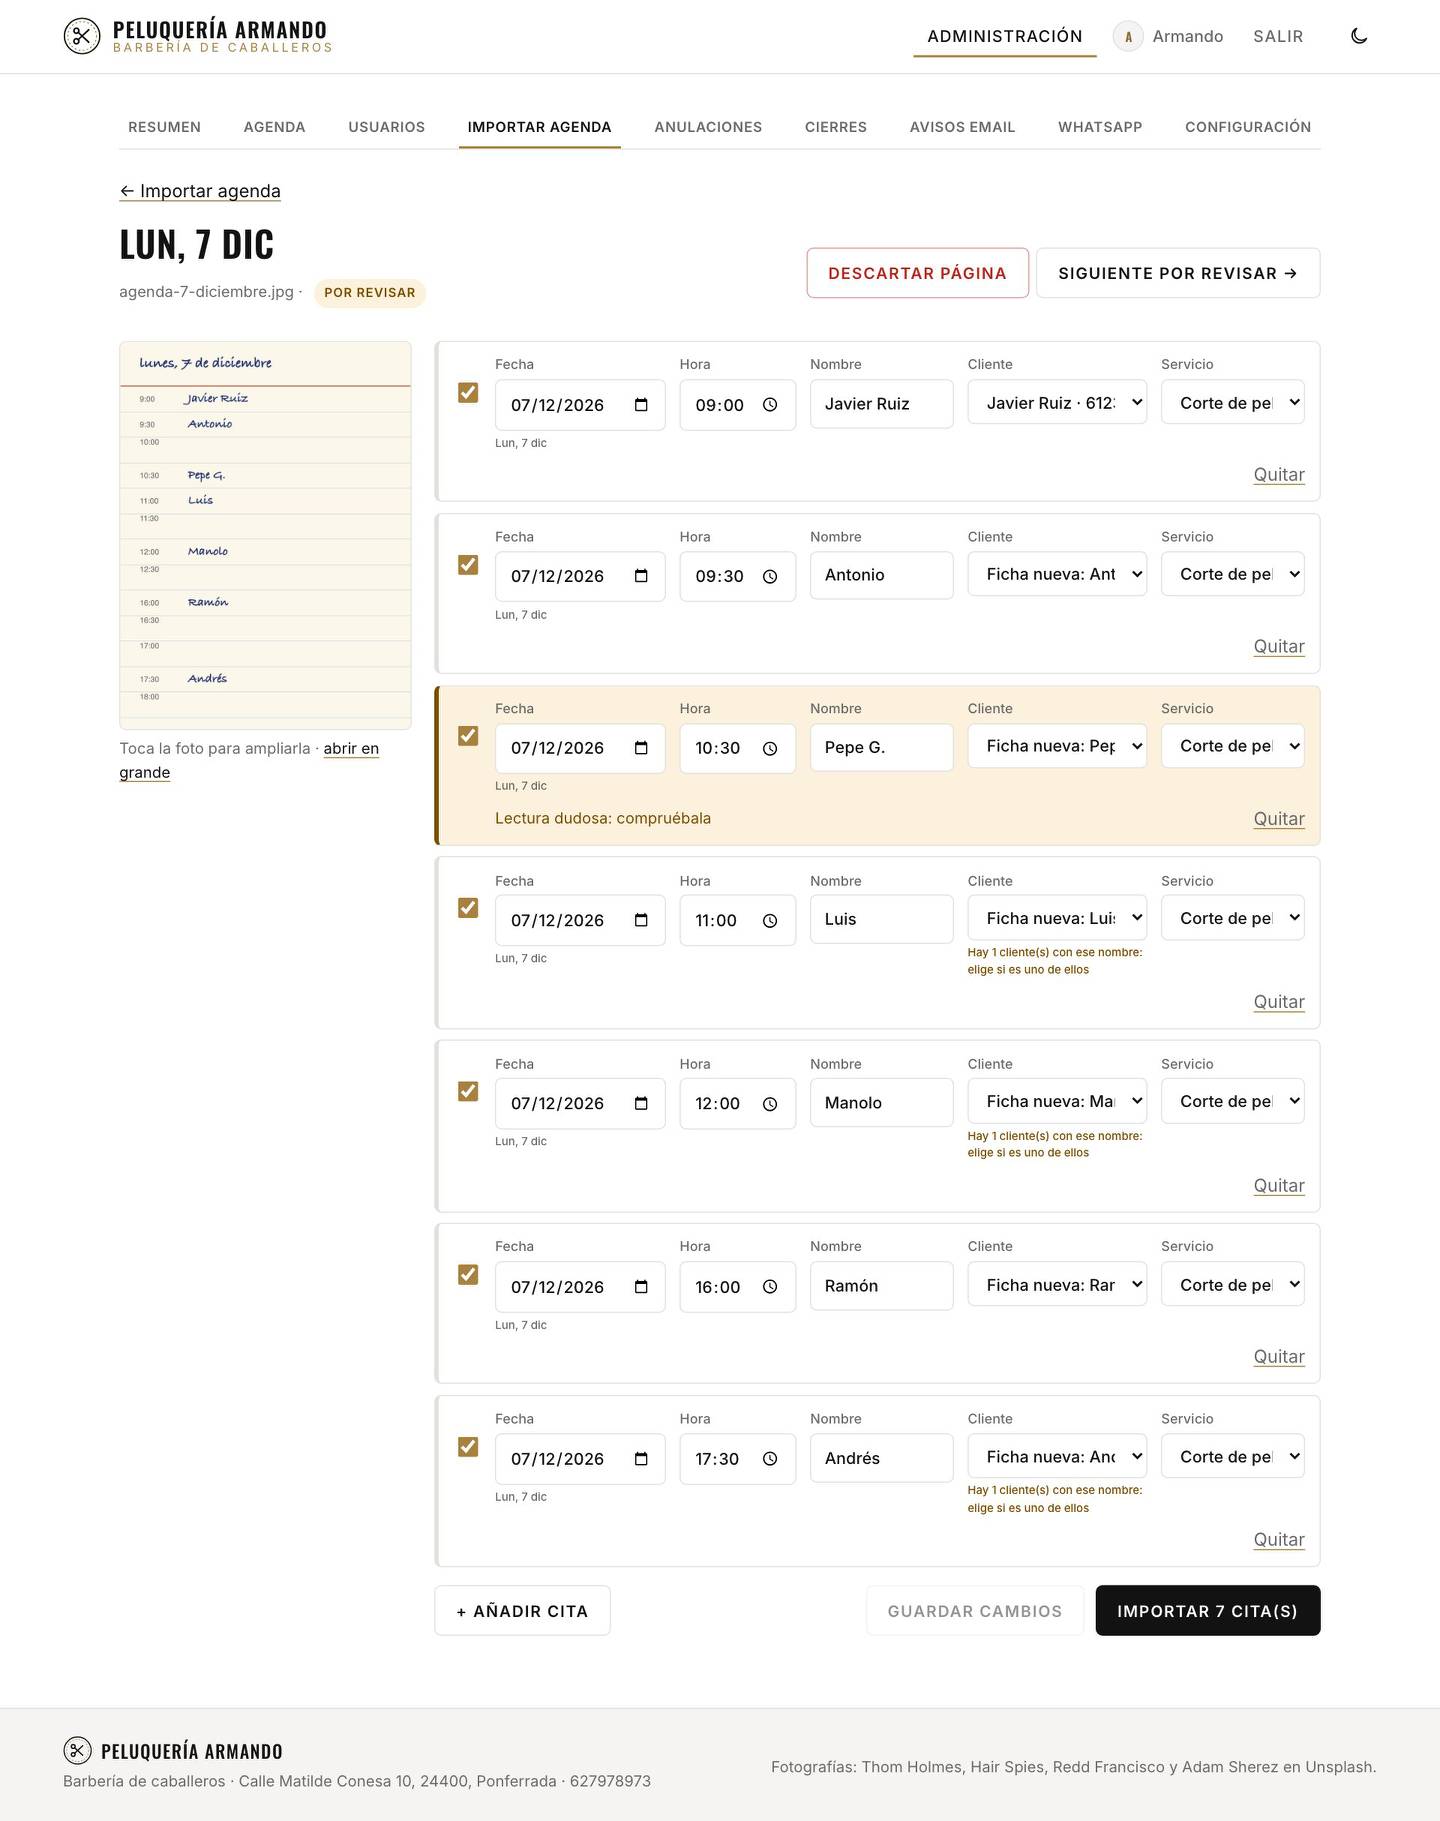 PELUQUERÍA ARMANDO
BARBERÍA DE CABALLEROS
ADMINISTRACIÓN
A
Armando
SALIR
RESUMEN
AGENDA
USUARIOS
IMPORTAR AGENDA
ANULACIONES
CIERRES
AVISOS EMAIL
WHATSAPP
CONFIGURACIÓN
← Importar agenda
LUN, 7 DIC
agenda-7-diciembre.jpg ·
POR REVISAR
DESCARTAR PÁGINA
SIGUIENTE POR REVISAR →
lunes, 7 de diciembre
9:00 Javier Ruiz
9:30 Antonio
10:00
10:30 Pepe G.
11:00 Luis
11:30
12:00 Manolo
12:30
16:00 Ramón
16:30
17:00
17:30 Andrés
18:00
Toca la foto para ampliarla · abrir en
grande
Fecha Hora Nombre Cliente Servicio
07/12/2026 09:00 Javier Ruiz Javier Ruiz · 612 Corte de pel
Lun, 7 dic
Quitar
Fecha Hora Nombre Cliente Servicio
07/12/2026 09:30 Antonio Ficha nueva: Ant Corte de pel
Lun, 7 dic
Quitar
Fecha Hora Nombre Cliente Servicio
07/12/2026 10:30 Pepe G. Ficha nueva: Pep Corte de pel
Lun, 7 dic
Lectura dudosa: compruébala
Quitar
Fecha Hora Nombre Cliente Servicio
07/12/2026 11:00 Luis Ficha nueva: Luis Corte de pel
Lun, 7 dic
Hay 1 cliente(s) con ese nombre:
elige si es uno de ellos
Quitar
Fecha Hora Nombre Cliente Servicio
07/12/2026 12:00 Manolo Ficha nueva: Ma Corte de pel
Lun, 7 dic
Hay 1 cliente(s) con ese nombre:
elige si es uno de ellos
Quitar
Fecha Hora Nombre Cliente Servicio
07/12/2026 16:00 Ramón Ficha nueva: Ram Corte de pel
Lun, 7 dic
Quitar
Fecha Hora Nombre Cliente Servicio
07/12/2026 17:30 Andrés Ficha nueva: And Corte de pel
Lun, 7 dic
Hay 1 cliente(s) con ese nombre:
elige si es uno de ellos
Quitar
+ AÑADIR CITA
GUARDAR CAMBIOS
IMPORTAR 7 CITA(S)
PELUQUERÍA ARMANDO
Barbería de caballeros · Calle Matilde Conesa 10, 24400, Ponferrada · 627978973
Fotografías: Thom Holmes, Hair Spies, Redd Francisco y Adam Sherez en Unsplash.